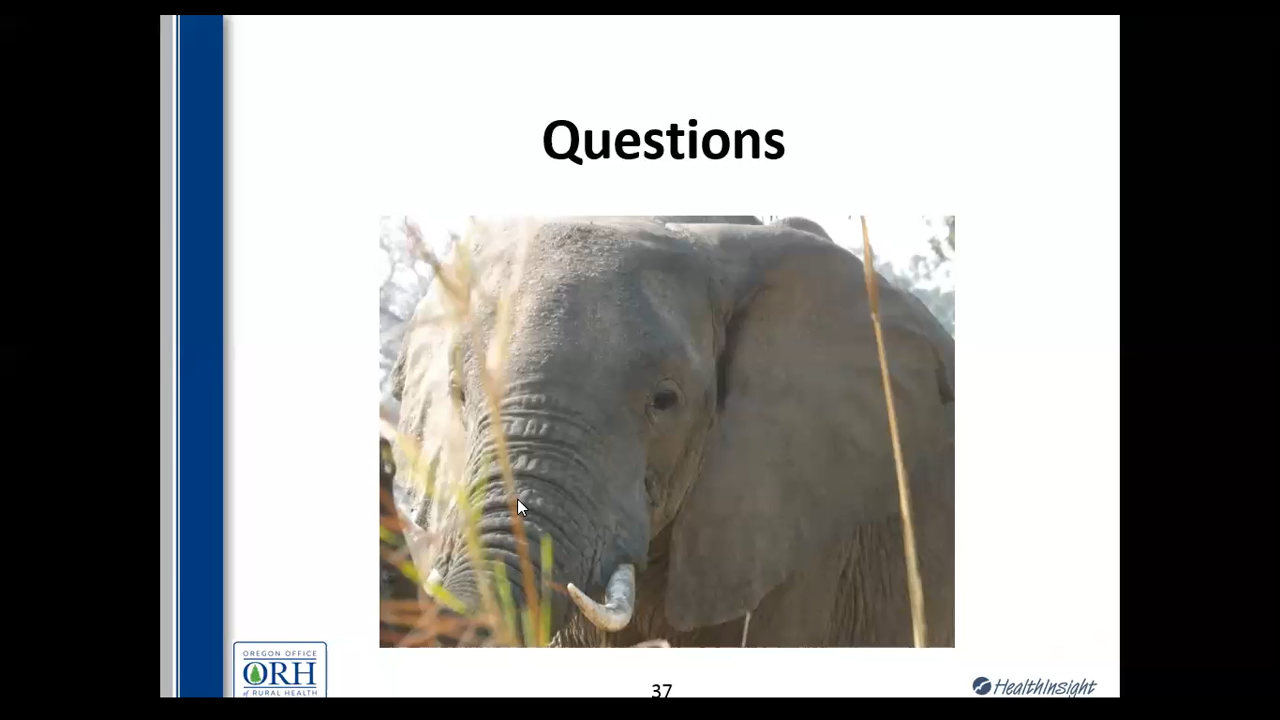 Questions
OREGON OFFICE
ORH
of RURAL HEALTH
37
HealthInsight